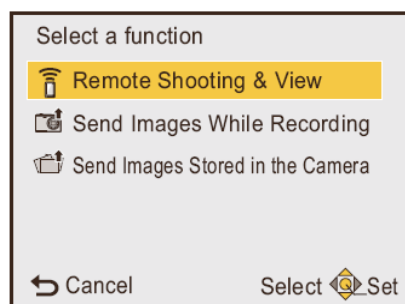 Select a function
Remote Shooting & View
Send Images While Recording
Send Images Stored in the Camera
Cancel Select Set